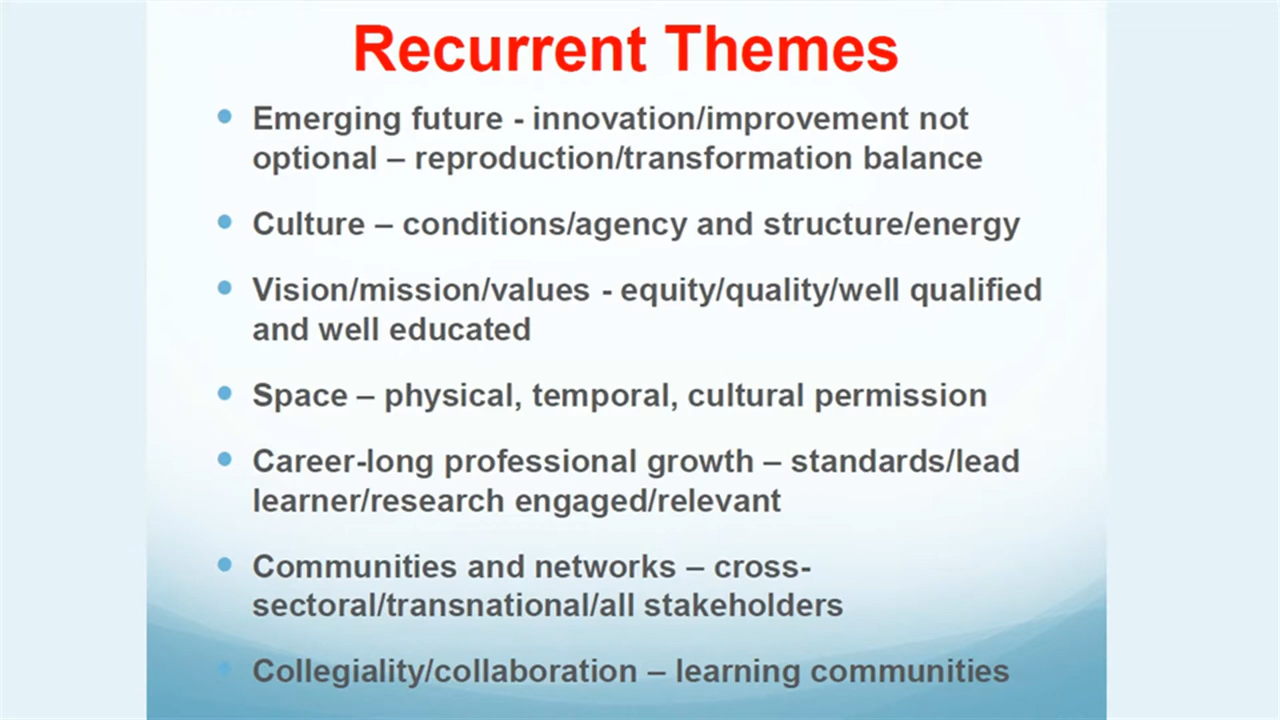 Recurrent Themes
Emerging future - innovation/improvement not
optional – reproduction/transformation balance
Culture – conditions/agency and structure/energy
Vision/mission/values - equity/quality/well qualified
and well educated
Space – physical, temporal, cultural permission
Career-long professional growth – standards/lead
learner/research engaged/relevant
Communities and networks – cross-
sectoral/transnational/all stakeholders
Collegiality/collaboration – learning communities